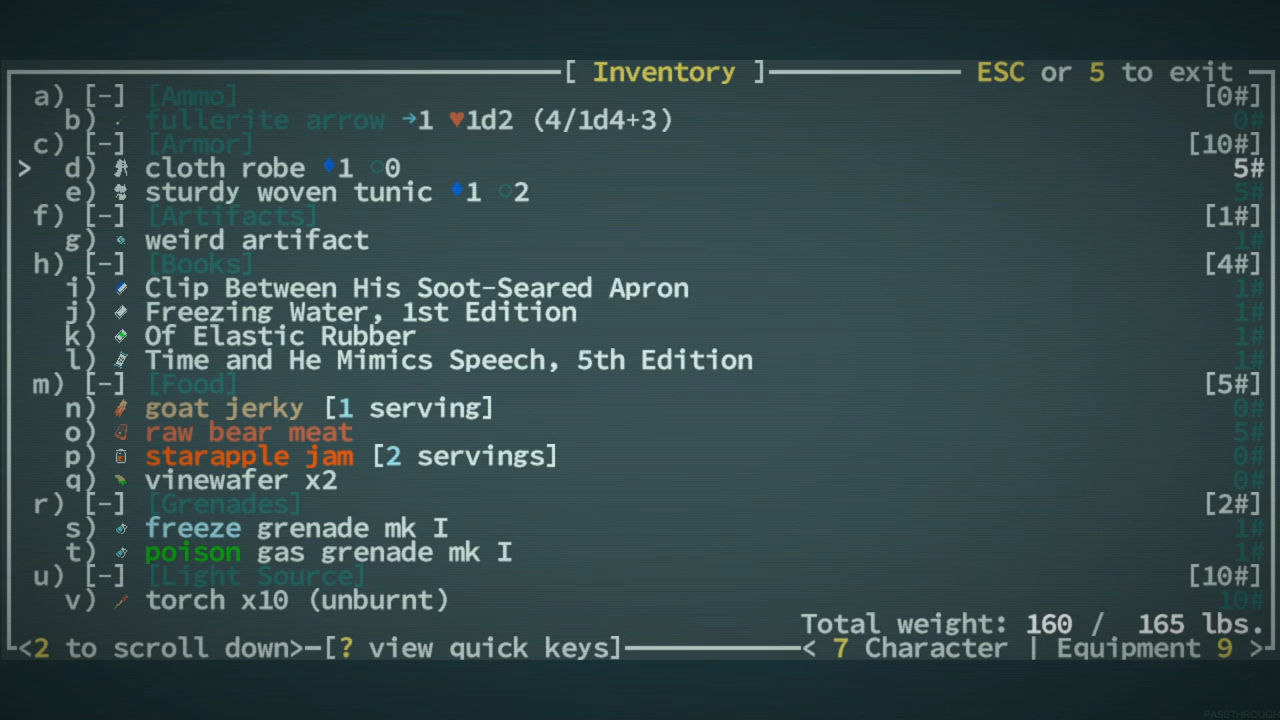 [ Inventory ] ESC or 5 to exit
a) [-] [Ammo] [0#]
b) fullerite arrow →1 ♥1d2 (4/1d4+3) 0#
c) [-] [Armor] [10#]
> d) cloth robe ♦1 ○0 5#
e) sturdy woven tunic ♦1 ○2 5#
f) [-] [Artifacts] [1#]
g) weird artifact 1#
h) [-] [Books] [4#]
i) Clip Between His Soot-Seared Apron 1#
j) Freezing Water, 1st Edition 1#
k) Of Elastic Rubber 1#
l) Time and He Mimics Speech, 5th Edition 1#
m) [-] [Food] [5#]
n) goat jerky [1 serving] 0#
o) raw bear meat 5#
p) starapple jam [2 servings] 0#
q) vinewafer x2 0#
r) [-] [Grenades] [2#]
s) freeze grenade mk I 1#
t) poison gas grenade mk I 1#
u) [-] [Light Source] [10#]
v) torch x10 (unburnt) 10#
Total weight: 160 / 165 lbs.
<2 to scroll down> [? view quick keys] < 7 Character | Equipment 9 >